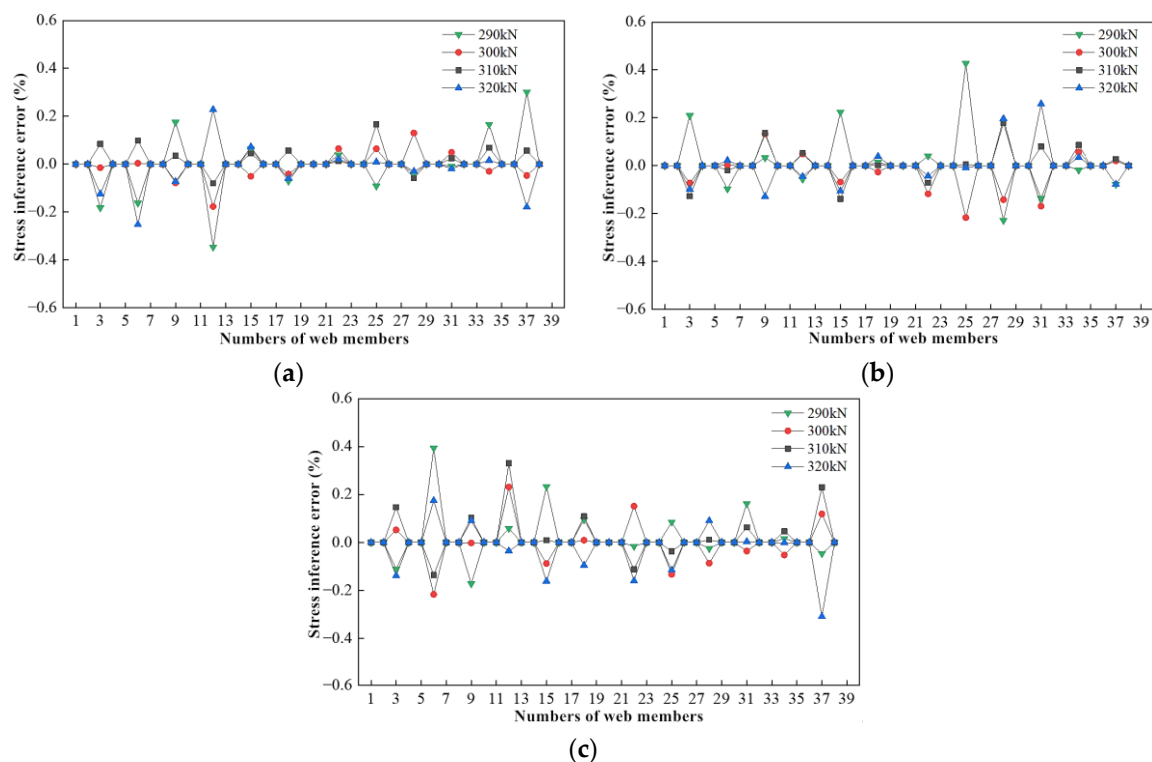 0.6
0.4
0.2
0.0
−0.2
−0.4
−0.6
Stress inference error (%)
290kN
300kN
310kN
320kN
1 3 5 7 9 11 13 15 17 19 21 23 25 27 29 31 33 35 37 39
Numbers of web members
(a)
0.6
0.4
0.2
0.0
−0.2
−0.4
−0.6
Stress inference error (%)
290kN
300kN
310kN
320kN
1 3 5 7 9 11 13 15 17 19 21 23 25 27 29 31 33 35 37 39
Numbers of web members
(b)
0.6
0.4
0.2
0.0
−0.2
−0.4
−0.6
Stress inference error (%)
290kN
300kN
310kN
320kN
1 3 5 7 9 11 13 15 17 19 21 23 25 27 29 31 33 35 37 39
Numbers of web members
(c)